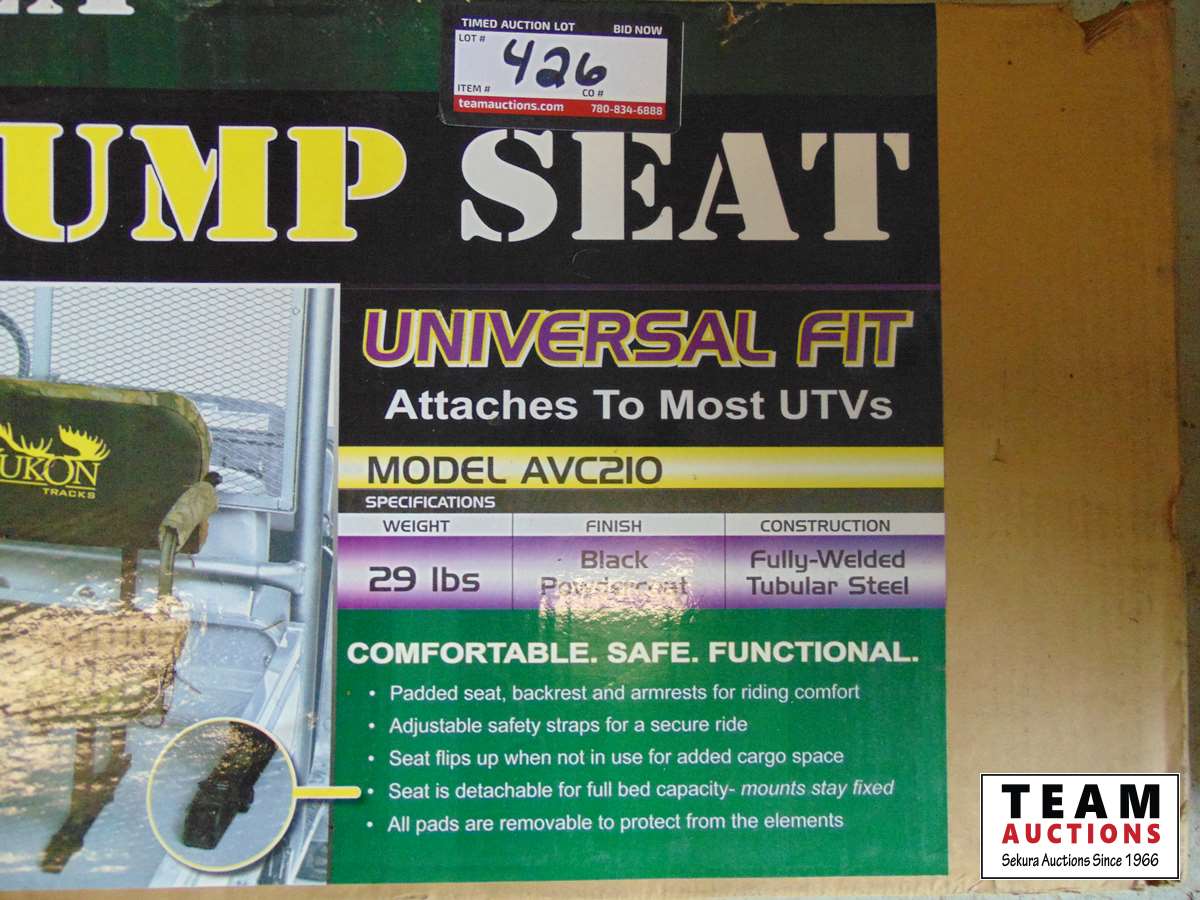 TIMED AUCTION LOT BID NOW
LOT #
426
ITEM # CO #
teamauctions.com 780-834-6888
UMP SEAT
UNIVERSAL FIT
Attaches To Most UTVs
MODEL AVC210
SPECIFICATIONS
WEIGHT FINISH CONSTRUCTION
29 lbs Black Powdercoat Fully-Welded Tubular Steel
YUKON
TRACKS
COMFORTABLE. SAFE. FUNCTIONAL.
• Padded seat, backrest and armrests for riding comfort
• Adjustable safety straps for a secure ride
• Seat flips up when not in use for added cargo space
• Seat is detachable for full bed capacity- mounts stay fixed
• All pads are removable to protect from the elements
TEAM
AUCTIONS
Sekura Auctions Since 1966